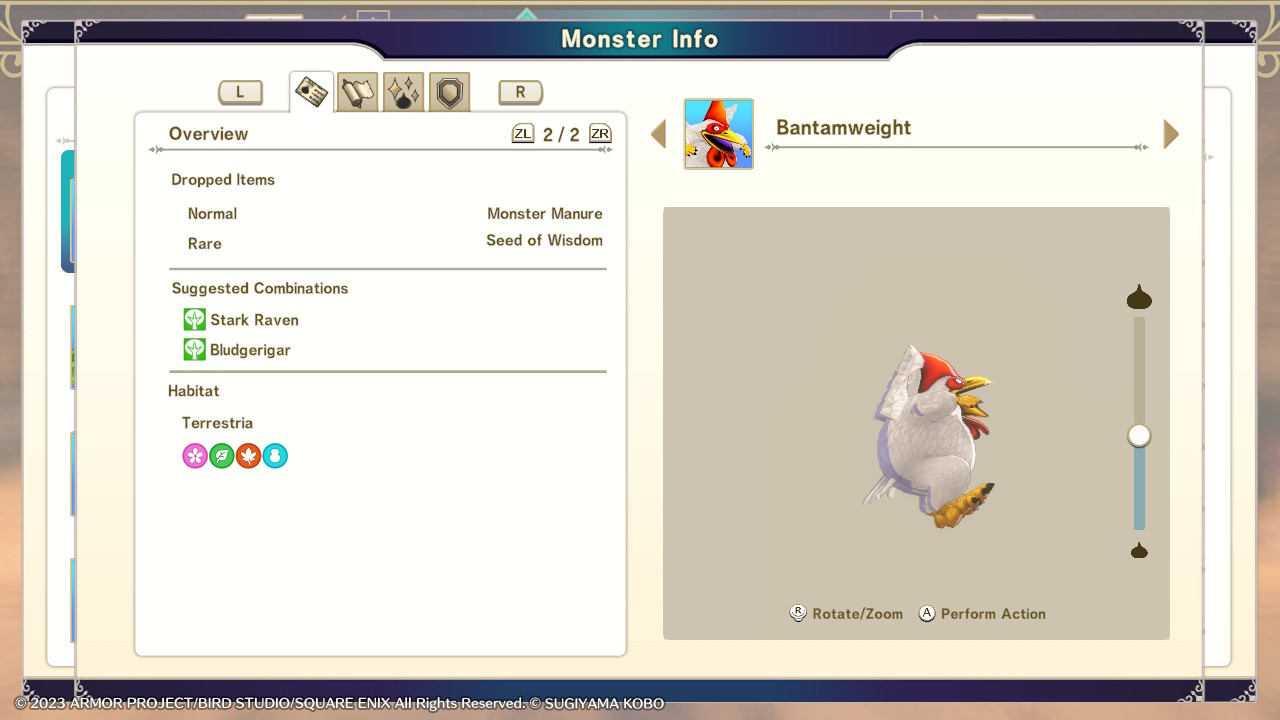 Monster Info
L
R
Overview
ZL 2 / 2 ZR
Dropped Items
Normal Monster Manure
Rare Seed of Wisdom
Suggested Combinations
Stark Raven
Bludgerigar
Habitat
Terrestria
Bantamweight
R Rotate/Zoom A Perform Action
© 2023 ARMOR PROJECT/BIRD STUDIO/SQUARE ENIX All Rights Reserved. © SUGIYAMA KOBO